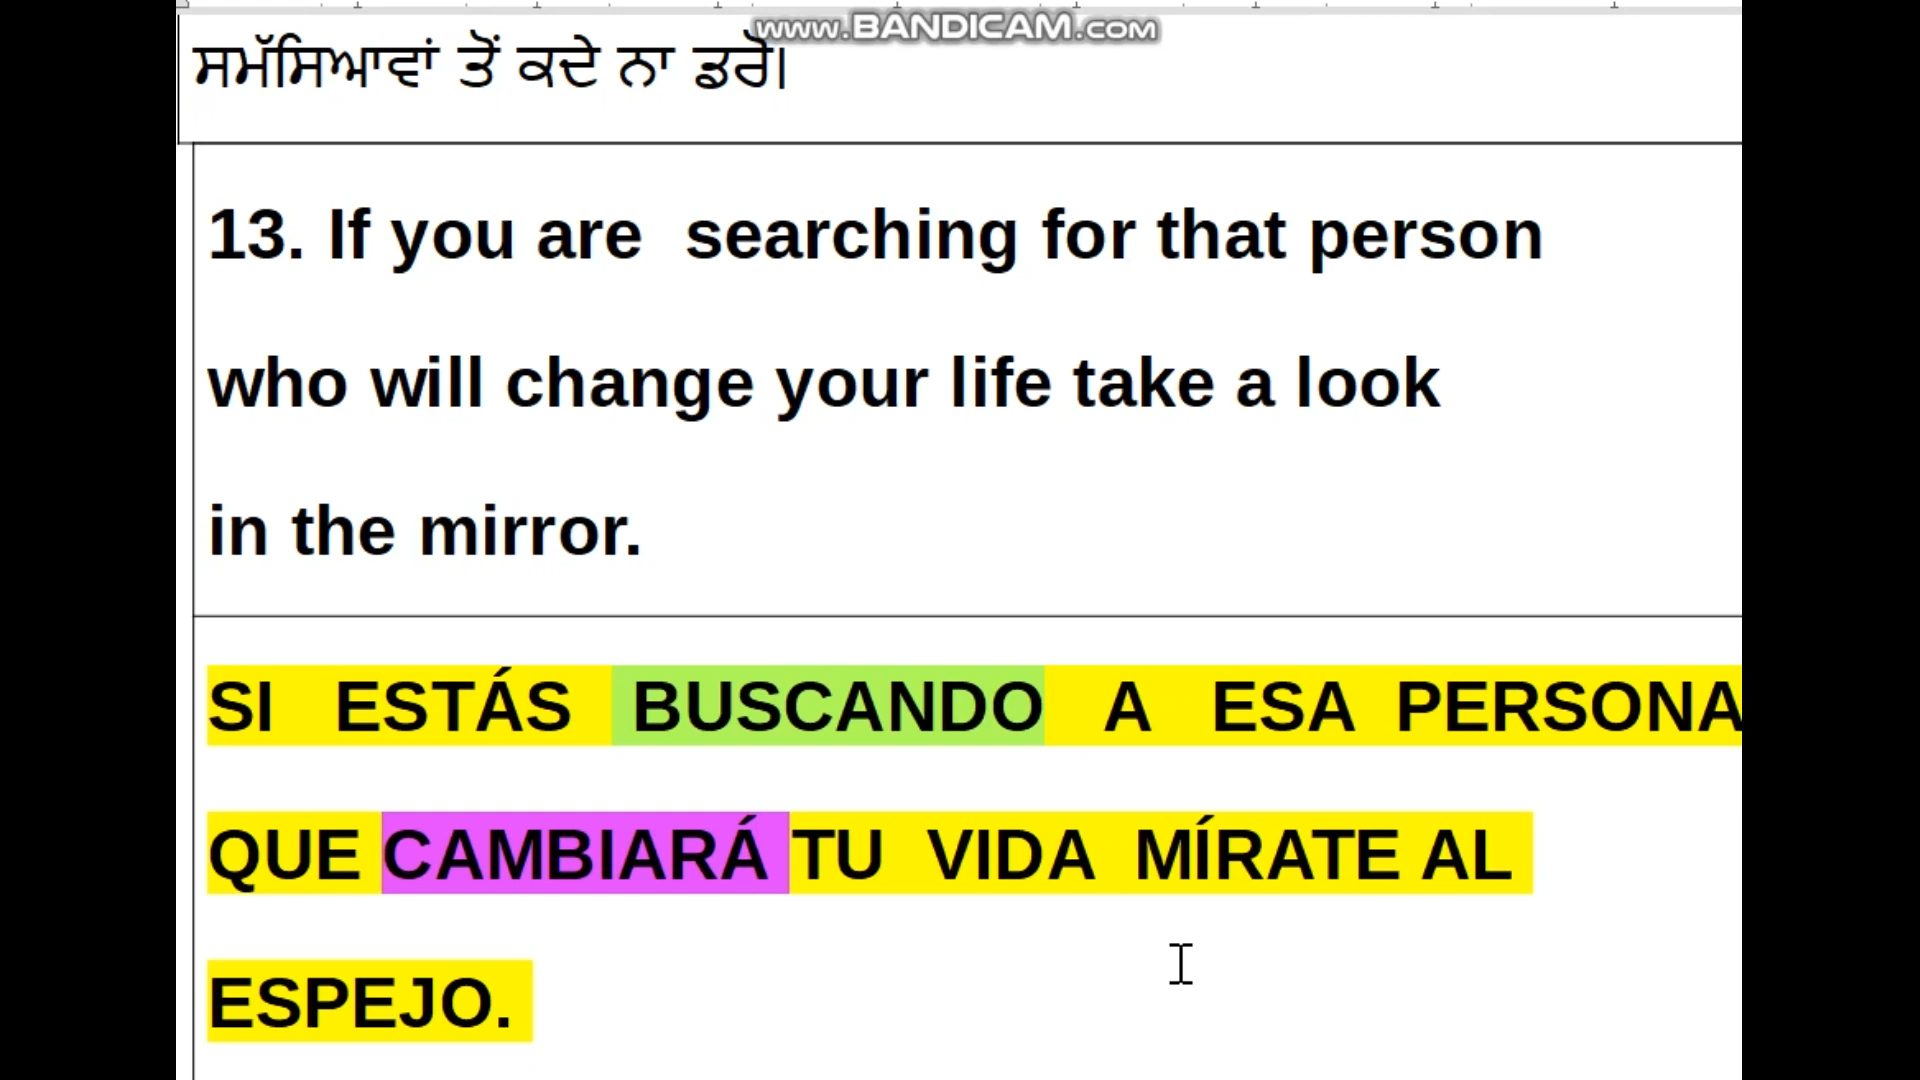 www.BANDICAM.com
ਸਮੱਸਿਆਵਾਂ ਤੋਂ ਕਦੇ ਨਾ ਡਰੋ।
13. If you are  searching for that person
who will change your life take a look
in the mirror.
SI ESTÁS BUSCANDO A ESA PERSONA
QUE CAMBIARÁ TU VIDA MÍRATE AL
ESPEJO.